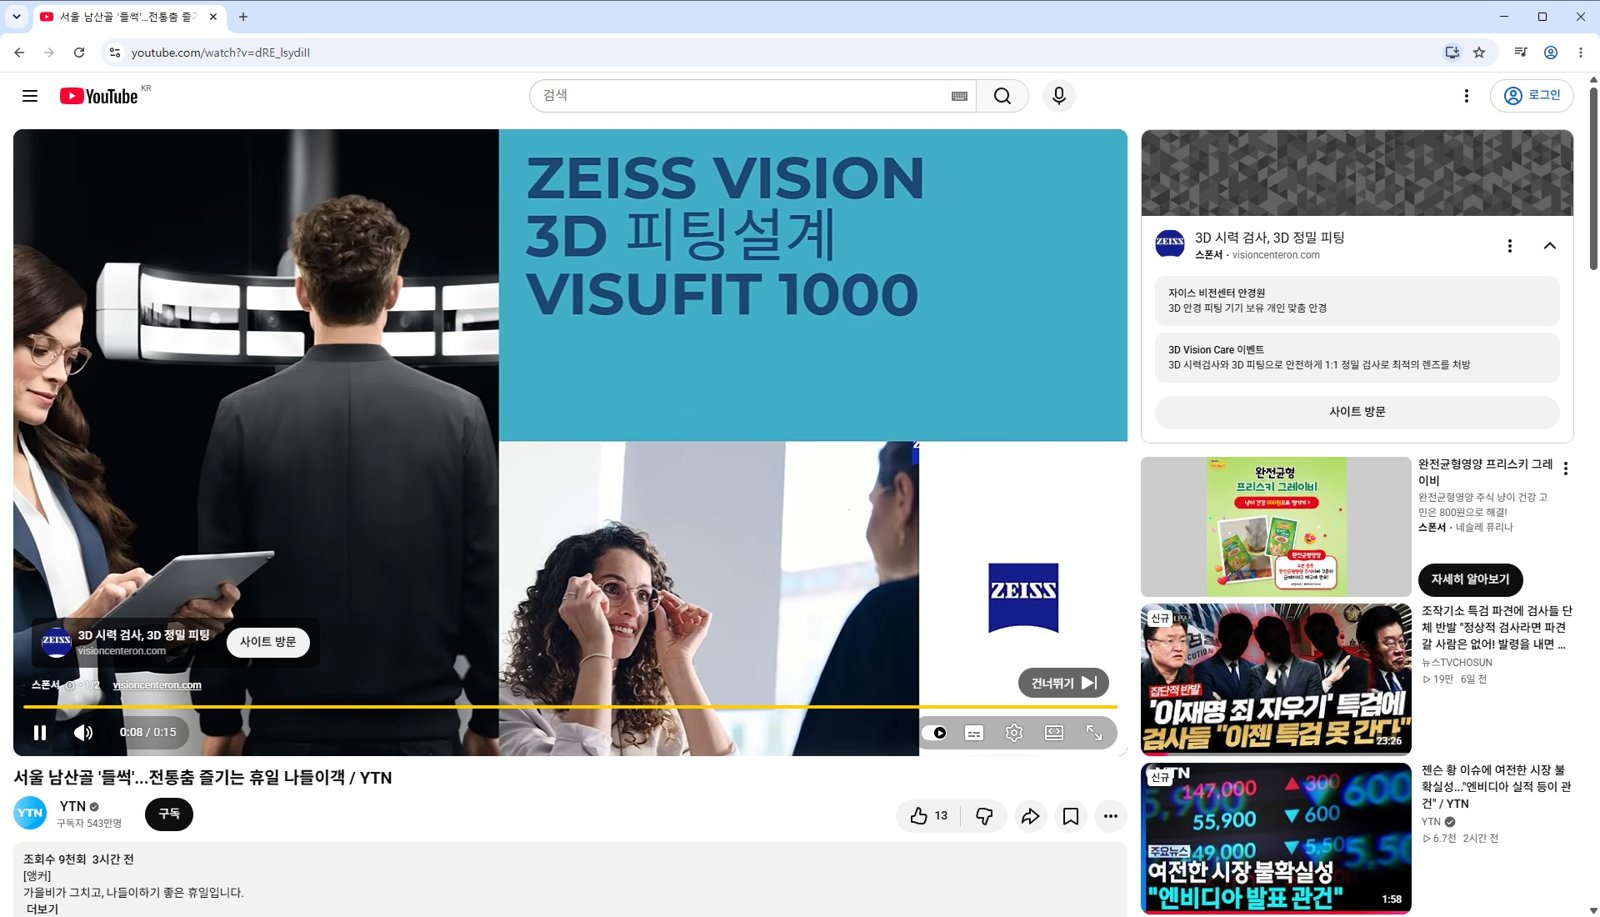 서울 남산골 '들썩'...전통춤 즐기
youtube.com/watch?v=dRE_lsydiII
YouTube KR
검색
로그인
ZEISS VISION
3D 피팅설계
VISUFIT 1000
ZEISS
ZEISS
3D 시력 검사, 3D 정밀 피팅
visioncenteron.com
사이트 방문
스폰서 · 1/2 visioncenteron.com
건너뛰기
0:08 / 0:15
서울 남산골 '들썩'...전통춤 즐기는 휴일 나들이객 / YTN
YTN
YTN
구독자 543만명
구독
13
조회수 9천회 3시간 전
[앵커]
가을비가 그치고, 나들이하기 좋은 휴일입니다.
더보기
ZEISS
3D 시력 검사, 3D 정밀 피팅
스폰서 · visioncenteron.com
자이스 비전센터 안경원
3D 안경 피팅 기기 보유 개인 맞춤 안경
3D Vision Care 이벤트
3D 시력검사와 3D 피팅으로 안전하게 1:1 정밀 검사로 최적의 렌즈를 처방
사이트 방문
완전균형
프리스키 그레이비
완전균형영양 프리스키 그레
이비
완전균형영양 주식 냥이 건강 고
민은 800원으로 해결!
스폰서 · 네슬레 퓨리나
자세히 알아보기
신규
집단적 반발
'이재명 죄 지우기' 특검에
검사들 "이젠 특검 못 간다"
23:26
조작기소 특검 파견에 검사들 단
체 반발 "정상적 검사라면 파견
갈 사람은 없어! 발령을 내면 ...
뉴스TVCHOSUN
19만 6일 전
신규
YTN
147,000 ▲ 300
55,900 ▼ 600
49,000 ▼ 5,50
주요뉴스
여전한 시장 불확실성
"엔비디아 발표 관건"
1:58
젠슨 황 이슈에 여전한 시장 불
확실성..."엔비디아 실적 등이 관
건" / YTN
YTN
6.7천 2시간 전